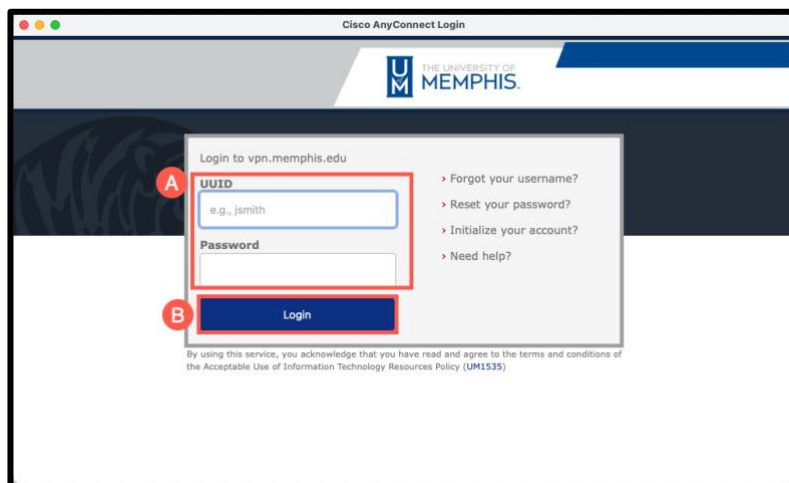 Cisco AnyConnect Login
UM
THE UNIVERSITY OF
MEMPHIS.
Login to vpn.memphis.edu
A
UUID
e.g., jsmith
Password
B
Login
› Forgot your username?
› Reset your password?
› Initialize your account?
› Need help?
By using this service, you acknowledge that you have read and agree to the terms and conditions of
the Acceptable Use of Information Technology Resources Policy (UM1535)